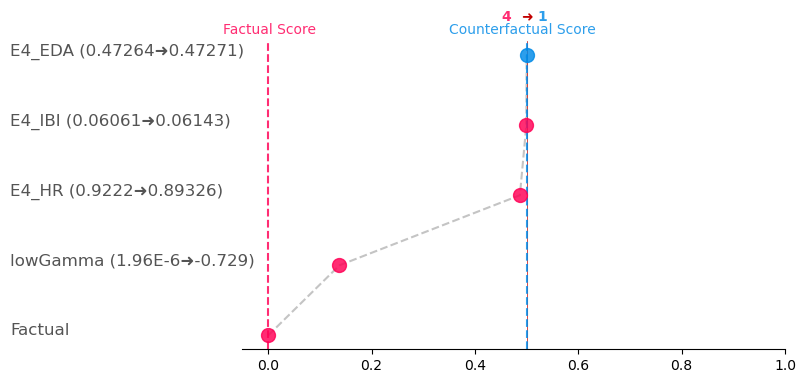 4 ➜ 1
Factual Score Counterfactual Score
E4_EDA (0.47264➜0.47271)
E4_IBI (0.06061➜0.06143)
E4_HR (0.9222➜0.89326)
lowGamma (1.96E-6➜-0.729)
Factual
0.0 0.2 0.4 0.6 0.8 1.0